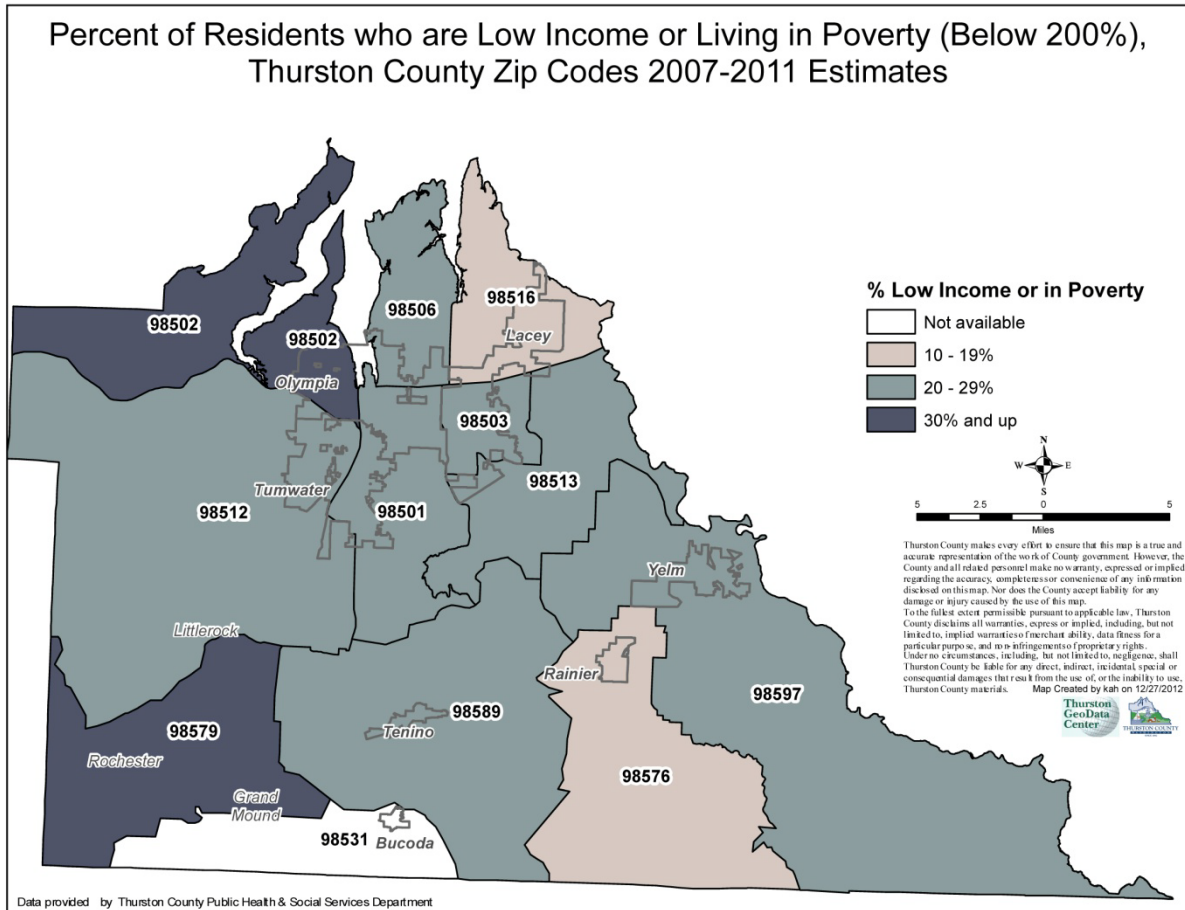 Percent of Residents who are Low Income or Living in Poverty (Below 200%),
Thurston County Zip Codes 2007-2011 Estimates
98502
98502
Olympia
98506
98516
Lacey
98503
98513
Tumwater
98512
98501
Yelm
Littlerock
Rainier
98597
98579
98589
Tenino
Rochester
98576
Grand
Mound
98531
Bucoda
% Low Income or in Poverty
Not available
10 - 19%
20 - 29%
30% and up
N
W E
S
5 2.5 0 5
Miles
Thurston County makes every effort to ensure that this map is a true and
accurate representation of the work of County government. However, the
County and all related personnel make no warranty, expressed or implied
regarding the accuracy, completeness or convenience of any information
disclosed on this map. Nor does the County accept liability for any
damage or injury caused by the use of this map.
To the fullest extent permissible pursuant to applicable law, Thurston
County disclaims all warranties, express or implied, including, but not
limited to, implied warranties of merchant ability, data fitness for a
particular purpose, and non-infringements of proprietary rights.
Under no circumstances, including, but not limited to, negligence, shall
Thurston County be liable for any direct, indirect, incidental, special or
consequential damages that result from the use of, or the inability to use,
Thurston County materials. Map Created by kah on 12/27/2012
Thurston
GeoData
Center
THURSTON COUNTY
Data provided by Thurston County Public Health & Social Services Department